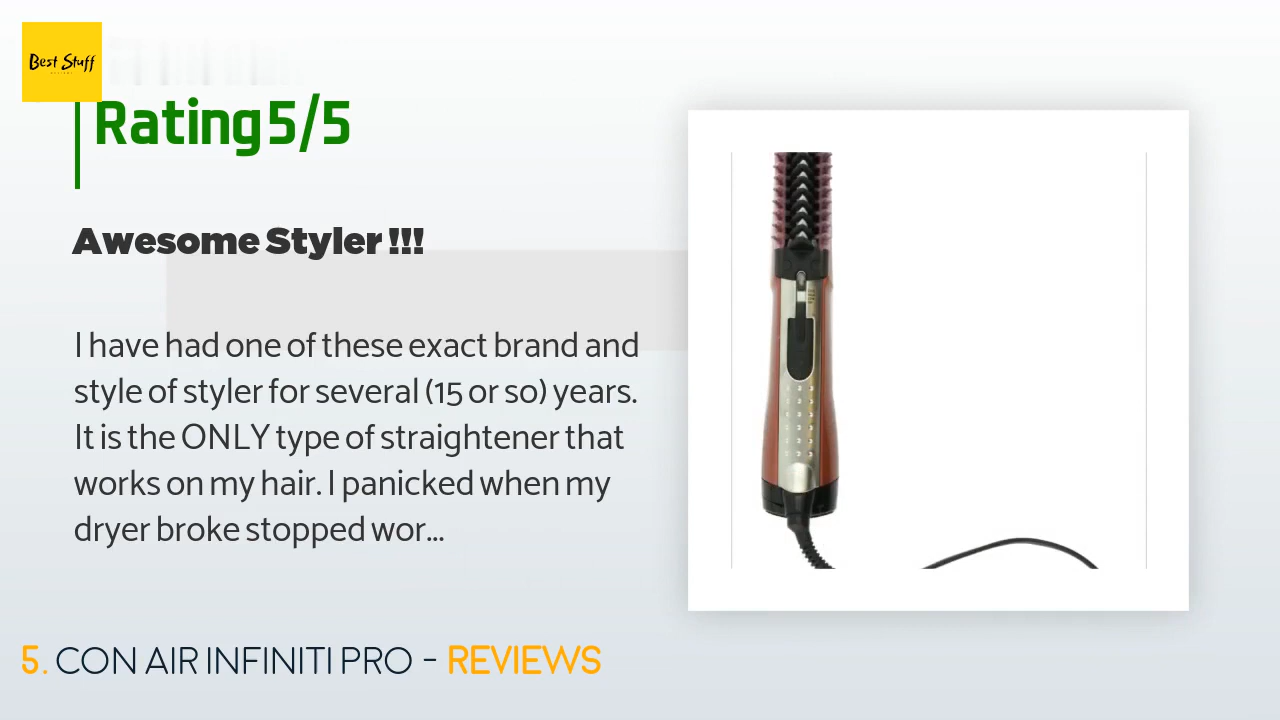 Best Stuff
Rating 5/5
Awesome Styler !!!
I have had one of these exact brand and
style of styler for several (15 or so) years.
It is the ONLY type of straightener that
works on my hair. I panicked when my
dryer broke stopped wor...
5. CON AIR INFINITI PRO - REVIEWS